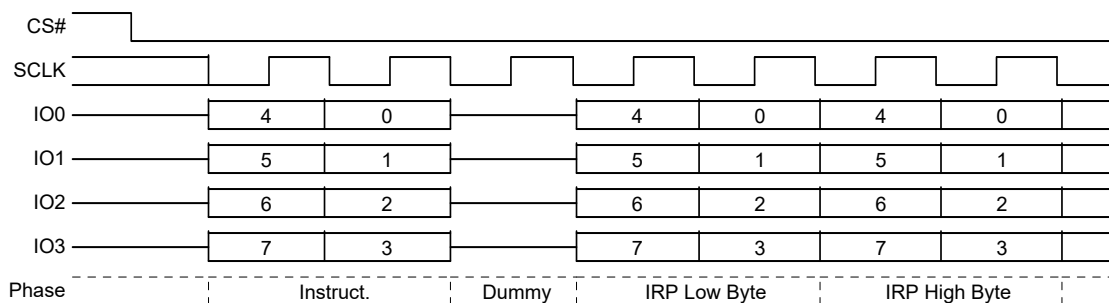 CS#
SCLK
IO0 4 0 4 0 4 0
IO1 5 1 5 1 5 1
IO2 6 2 6 2 6 2
IO3 7 3 7 3 7 3
Phase Instruct. Dummy IRP Low Byte IRP High Byte